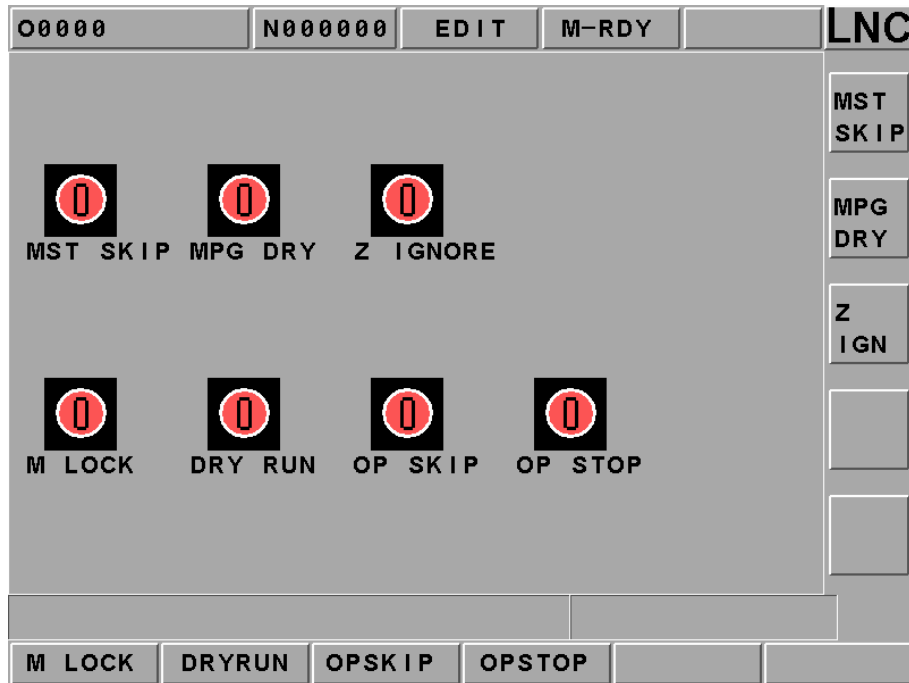 O0000 N000000 EDIT M-RDY LNC
MST
SKIP
0 0 0
MST SKIP MPG DRY Z IGNORE
MPG
DRY
Z
IGN
0 0 0 0
M LOCK DRY RUN OP SKIP OP STOP
M LOCK DRYRUN OPSKIP OPSTOP